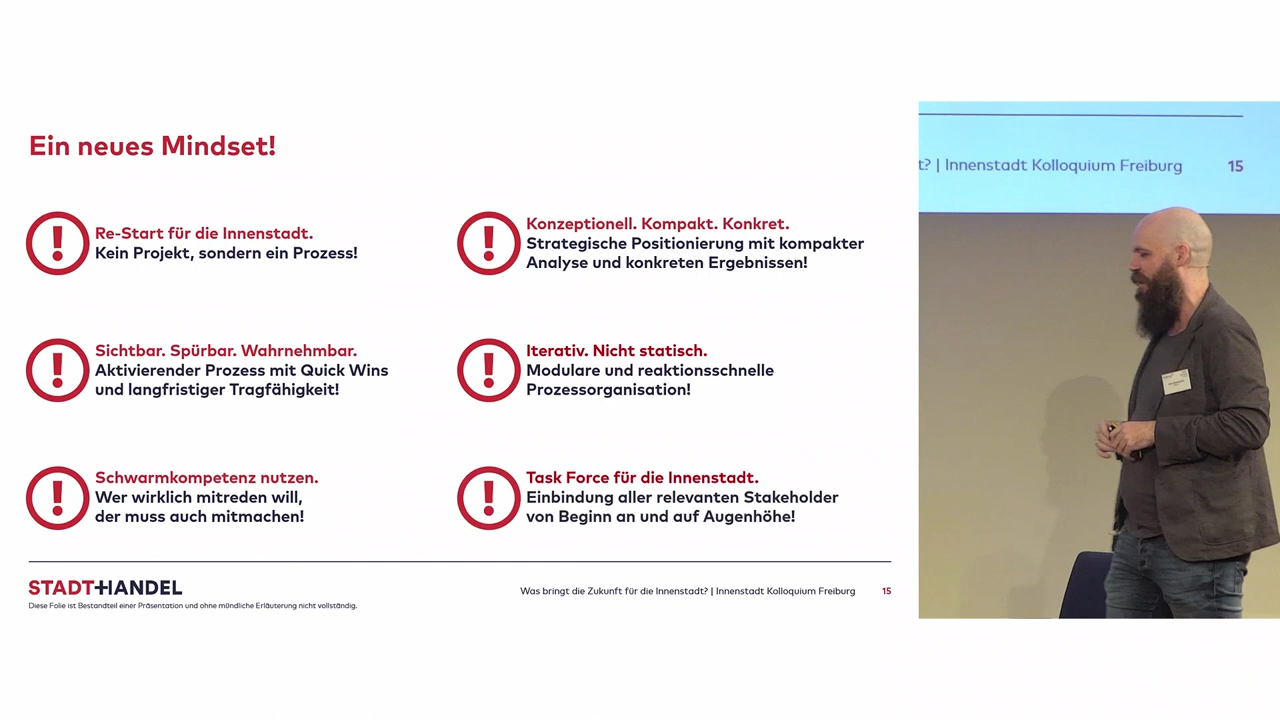 Ein neues Mindset!
Re-Start für die Innenstadt.
Kein Projekt, sondern ein Prozess!
Konzeptionell. Kompakt. Konkret.
Strategische Positionierung mit kompakter
Analyse und konkreten Ergebnissen!
Sichtbar. Spürbar. Wahrnehmbar.
Aktivierender Prozess mit Quick Wins
und langfristiger Tragfähigkeit!
Iterativ. Nicht statisch.
Modulare und reaktionsschnelle
Prozessorganisation!
Schwarmkompetenz nutzen.
Wer wirklich mitreden will,
der muss auch mitmachen!
Task Force für die Innenstadt.
Einbindung aller relevanten Stakeholder
von Beginn an und auf Augenhöhe!
STADT+HANDEL
Diese Folie ist Bestandteil einer Präsentation und ohne mündliche Erläuterung nicht vollständig.
Was bringt die Zukunft für die Innenstadt? | Innenstadt Kolloquium Freiburg 15
t? | Innenstadt Kolloquium Freiburg 15